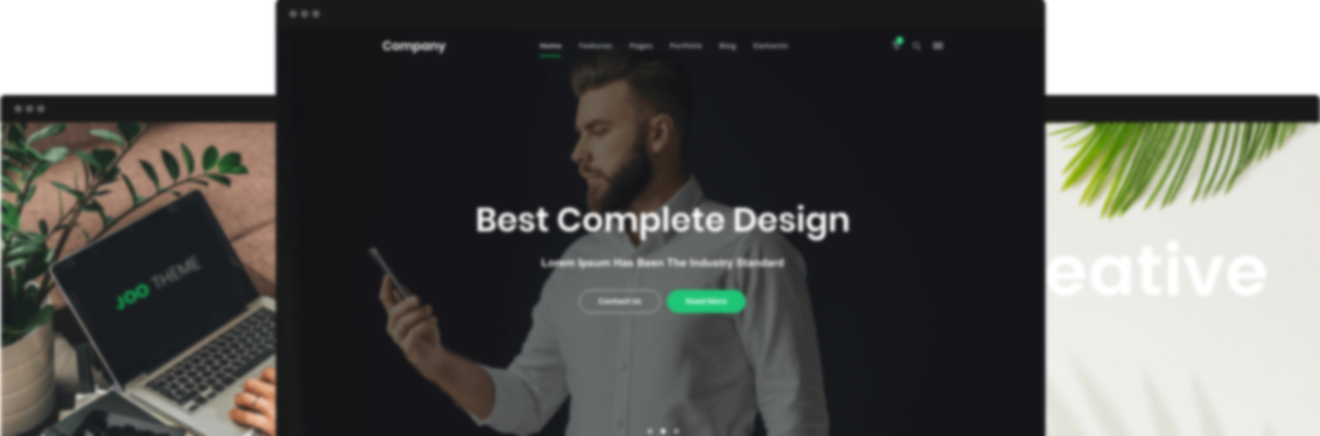 Company
Home Features Pages Portfolio Blog Elements
Best Complete Design
Lorem Ipsum Has Been The Industry Standard
Contact Us Read More
JOO THEME
eative